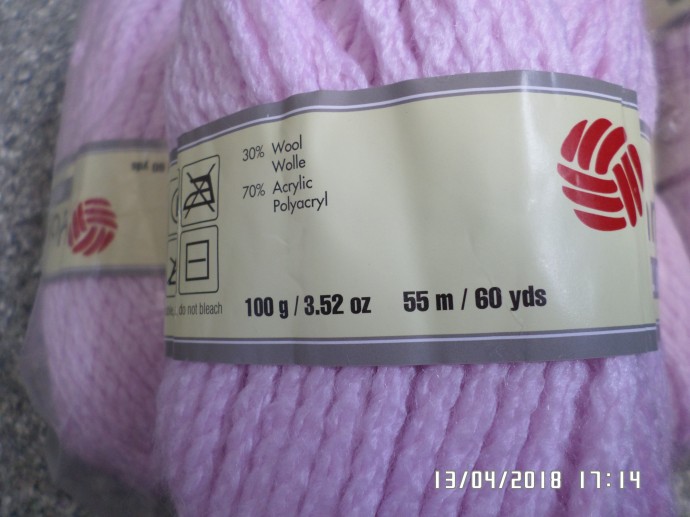 30% Wool
Wolle
70% Acrylic
Polyacryl
do not bleach
100 g / 3.52 oz 55 m / 60 yds
13/04/2018 17:14